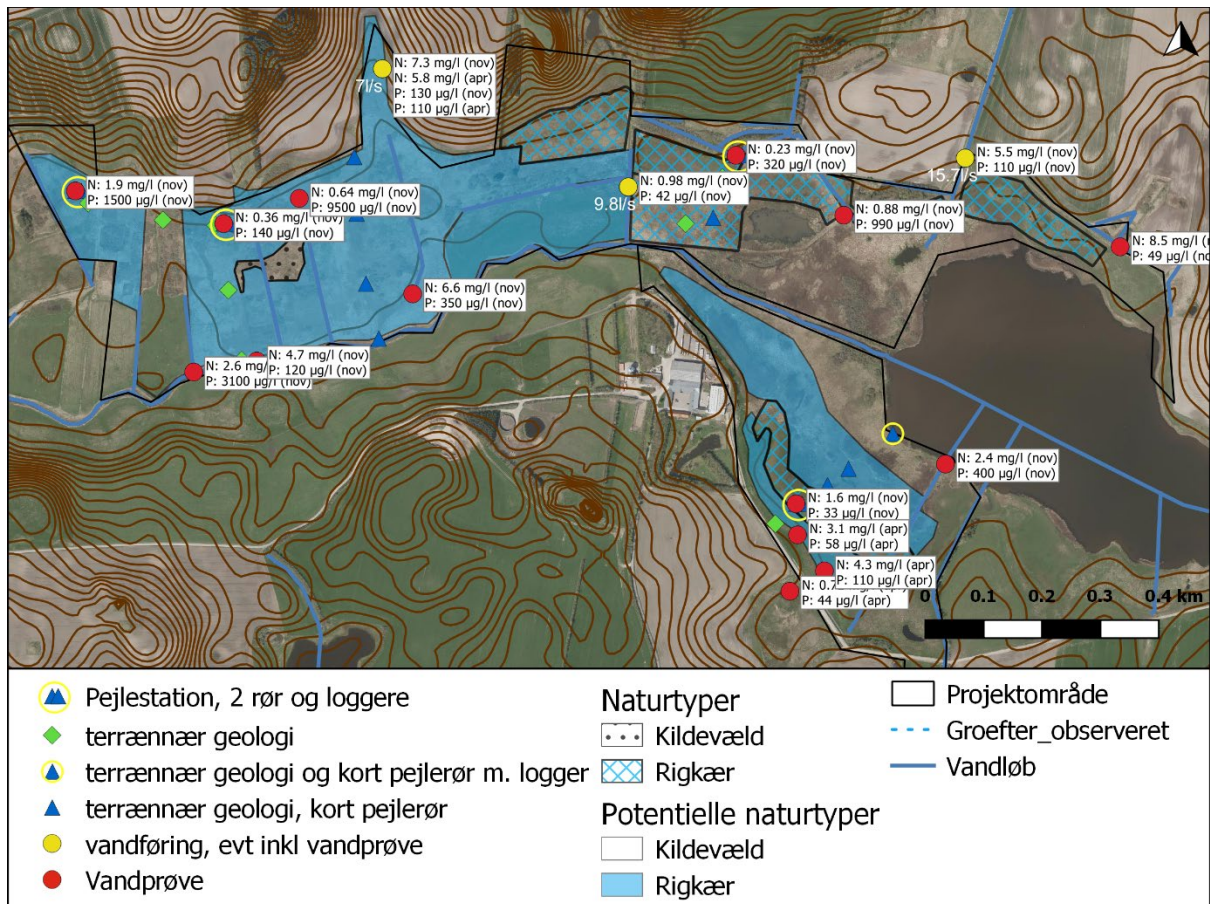 N: 7.3 mg/l (nov)
N: 5.8 mg/l (apr)
P: 130 µg/l (nov)
P: 110 µg/l (apr)
7l/s
N: 0.23 mg/l (nov)
P: 320 µg/l (nov)
N: 5.5 mg/l (nov)
P: 110 µg/l (nov)
15.7l/s
N: 1.9 mg/l (nov)
P: 1500 µg/l (nov)
N: 0.64 mg/l (nov)
P: 9500 µg/l (nov)
N: 0.98 mg/l (nov)
P: 42 µg/l (nov)
9.8l/s
N: 0.36 mg/l (nov)
P: 140 µg/l (nov)
N: 0.88 mg/l (nov)
P: 990 µg/l (nov)
N: 8.5 mg/l
P: 49 µg/l
N: 6.6 mg/l (nov)
P: 350 µg/l (nov)
N: 4.7 mg/l (nov)
P: 120 µg/l (nov)
N: 2.6
P: 3100 µg/l (nov)
N: 2.4 mg/l (nov)
P: 400 µg/l (nov)
N: 1.6 mg/l (nov)
P: 33 µg/l (nov)
N: 3.1 mg/l (apr)
P: 58 µg/l (apr)
N: 4.3 mg/l (apr)
P: 110 µg/l (apr)
N:
P: 44 µg/l (apr)
0 0.1 0.2 0.3 0.4 km
Pejlestation, 2 rør og loggere
terrænnær geologi
terrænnær geologi og kort pejlerør m. logger
terrænnær geologi, kort pejlerør
vandføring, evt inkl vandprøve
Vandprøve
Naturtyper
Kildevæld
Rigkær
Potentielle naturtyper
Kildevæld
Rigkær
Projektområde
Groefter_observeret
Vandløb